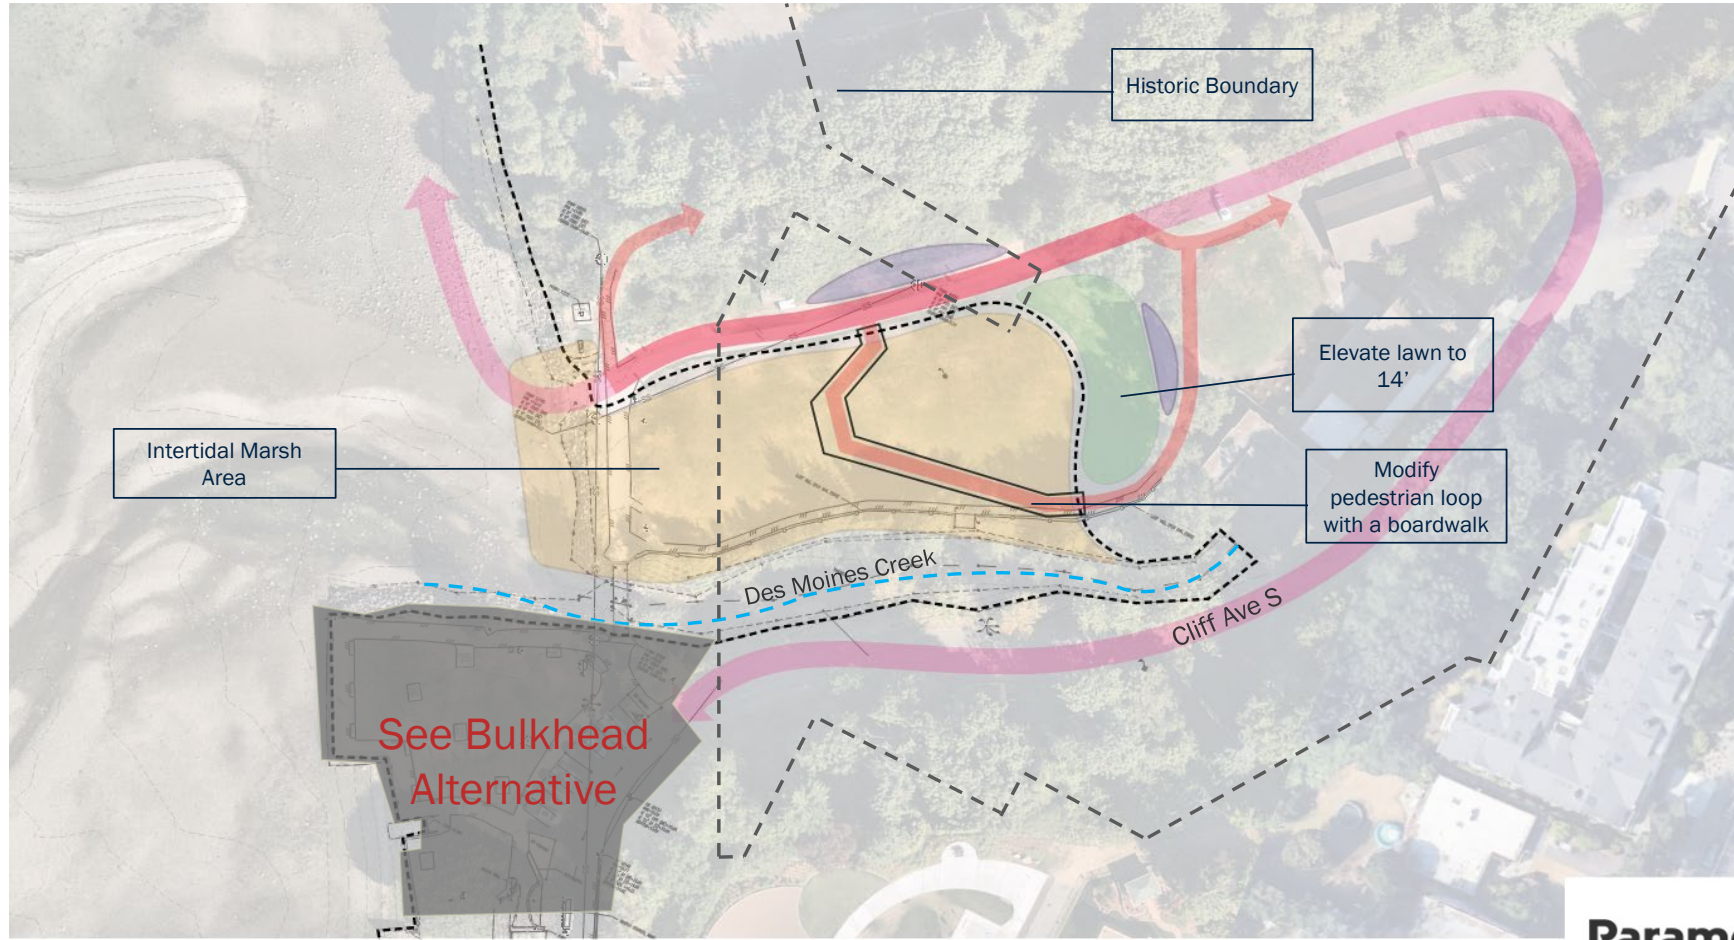 Historic Boundary
Elevate lawn to
14’
Intertidal Marsh
Area
Modify
pedestrian loop
with a boardwalk
Des Moines Creek
Cliff Ave S
See Bulkhead
Alternative